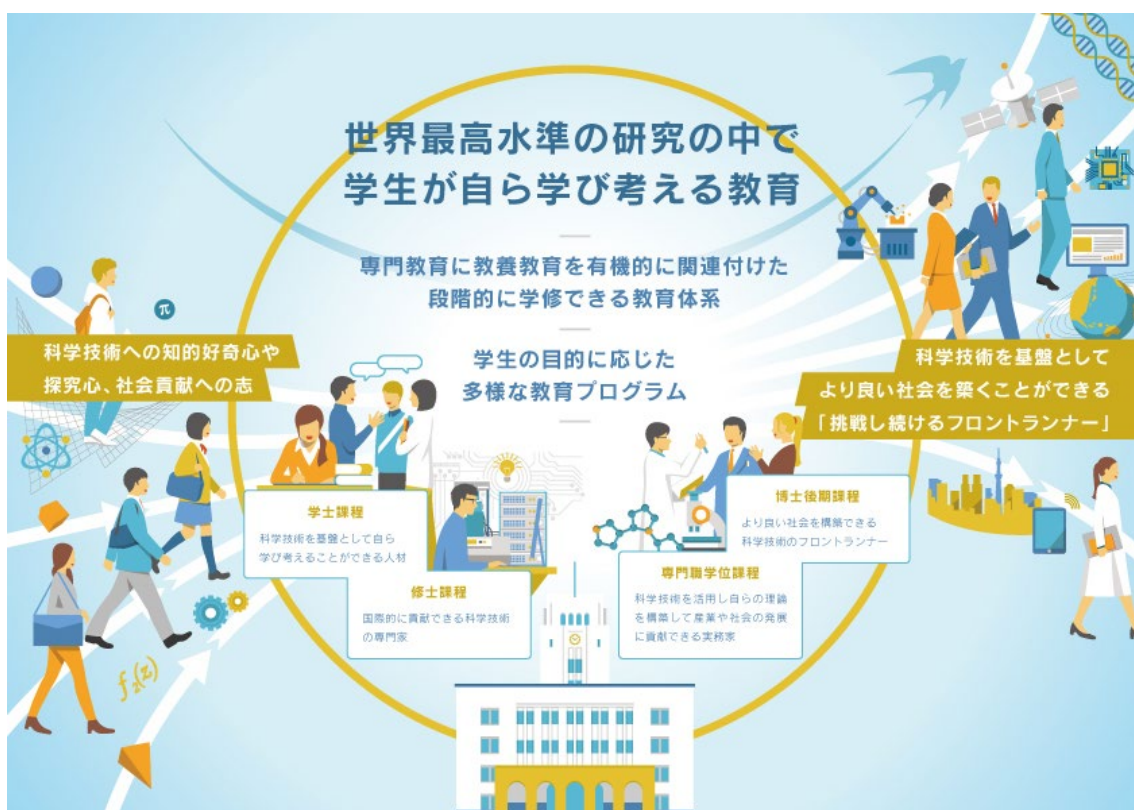 世界最高水準の研究の中で
学生が自ら学び考える教育
専門教育に教養教育を有機的に関連付けた
段階的に学修できる教育体系
学生の目的に応じた
多様な教育プログラム
π
科学技術への知的好奇心や
探究心、社会貢献への志
科学技術を基盤として
より良い社会を築くことができる
「挑戦し続けるフロントランナー」
学士課程
科学技術を基盤として自ら
学び考えることができる人材
修士課程
国際的に貢献できる科学技術
の専門家
博士後期課程
より良い社会を構築できる
科学技術のフロントランナー
専門職学位課程
科学技術を活用し自らの理論
を構築して産業や社会の発展
に貢献できる実務家
f₂(z)